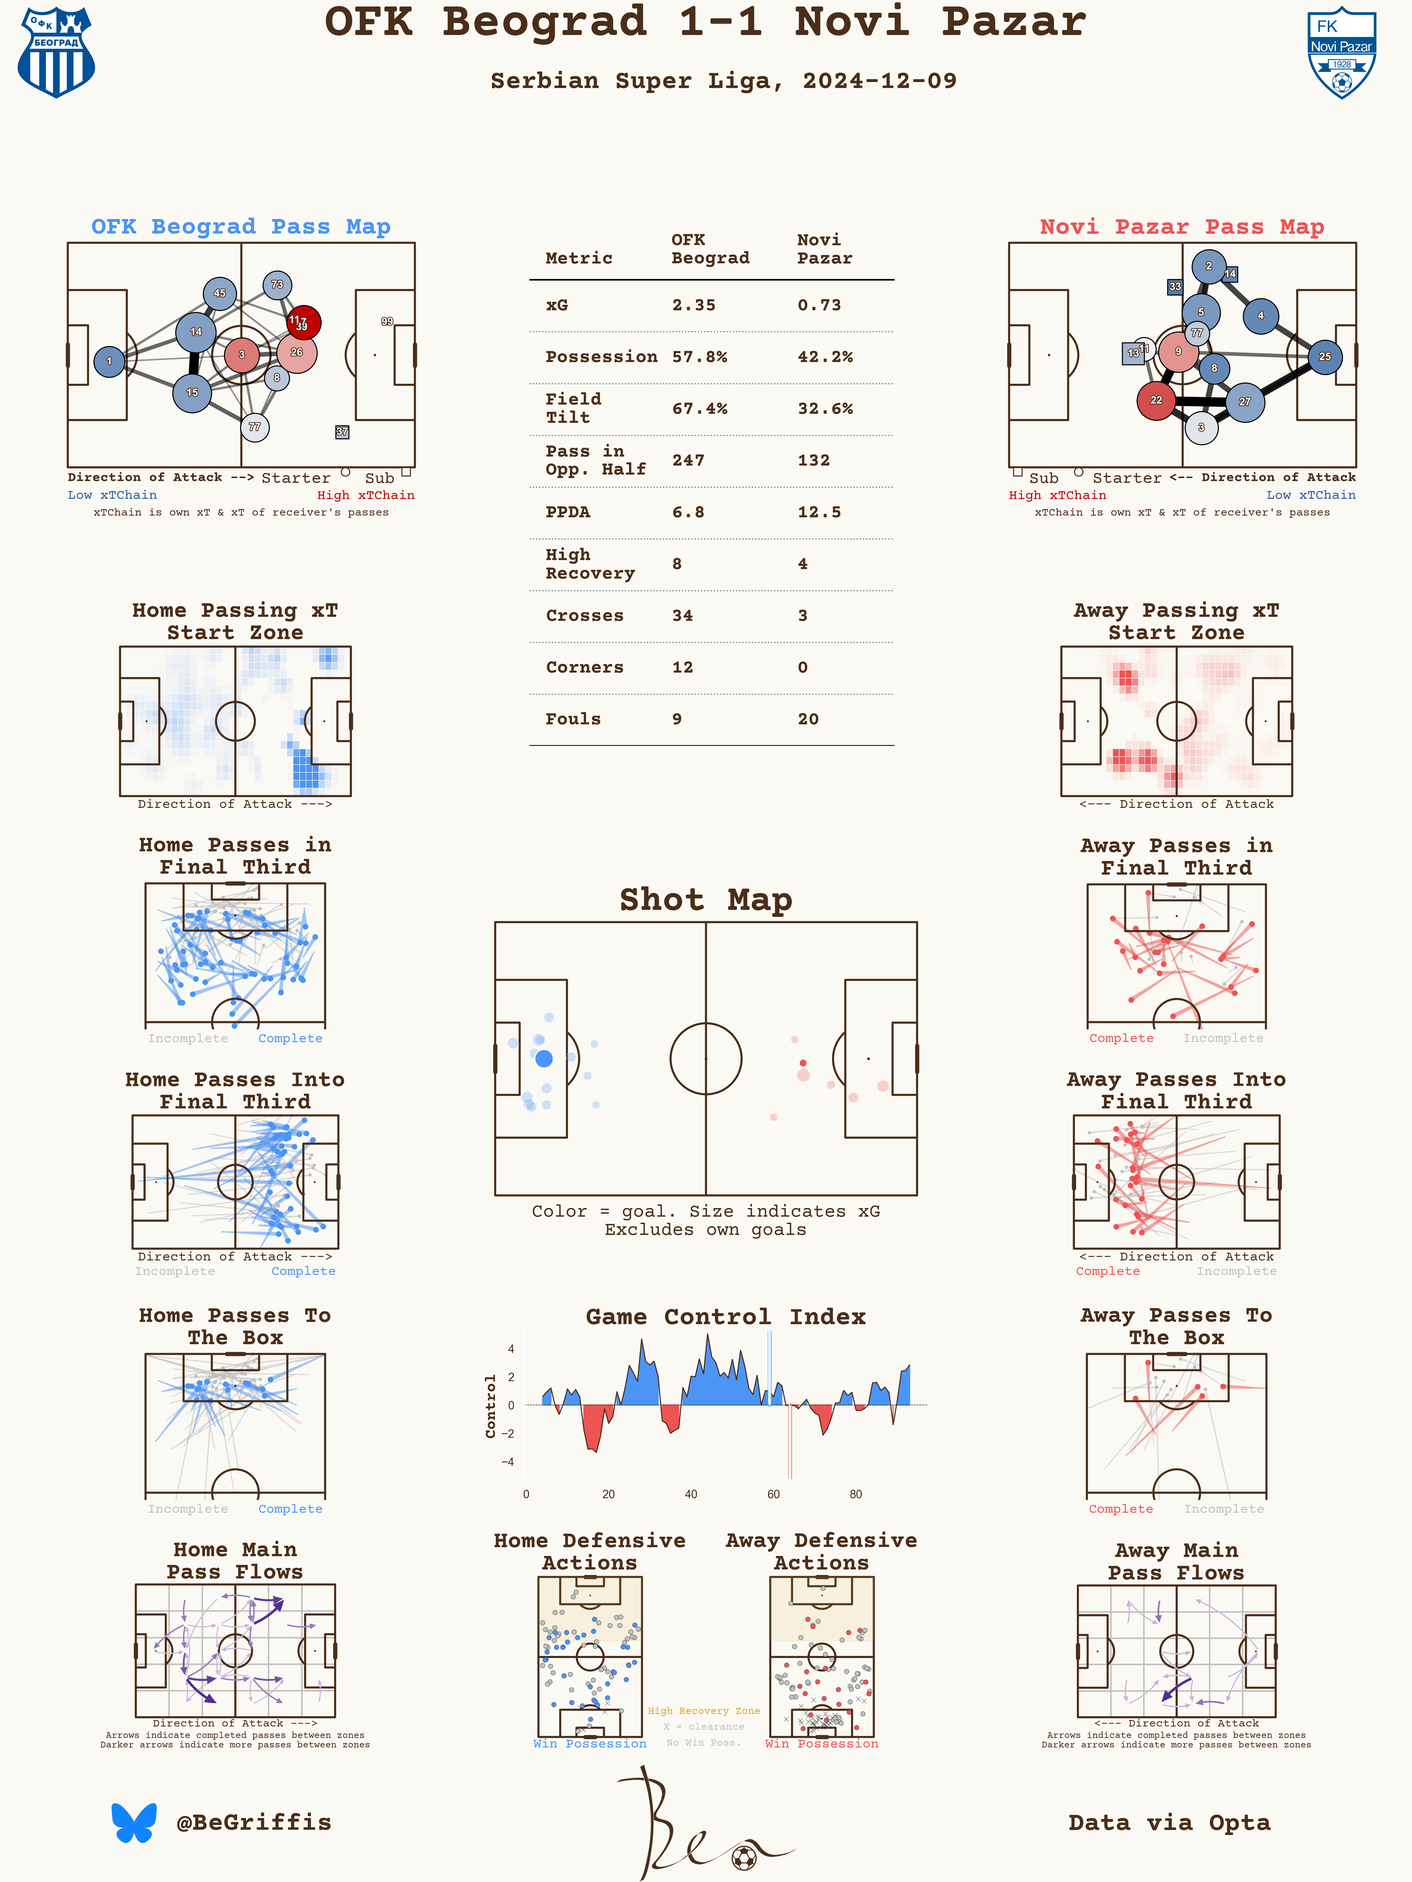 OFK Beograd 1-1 Novi Pazar
Serbian Super Liga, 2024-12-09
ОФК
БЕОГРАД
FK
Novi Pazar
1928
OFK Beograd Pass Map
1
45
14
15
73
3
11
7
39
26
8
77
99
37
Direction of Attack --> Starter Sub
Low xTChain High xTChain
xTChain is own xT & xT of receiver's passes
Metric OFK Beograd Novi Pazar
xG 2.35 0.73
Possession 57.8% 42.2%
Field Tilt 67.4% 32.6%
Pass in Opp. Half 247 132
PPDA 6.8 12.5
High Recovery 8 4
Crosses 34 3
Corners 12 0
Fouls 9 20
Novi Pazar Pass Map
2
14
33
5
4
77
11
13
9
8
25
22
27
3
Sub Starter <-- Direction of Attack
High xTChain Low xTChain
xTChain is own xT & xT of receiver's passes
Home Passing xT
Start Zone
Direction of Attack --->
Away Passing xT
Start Zone
<--- Direction of Attack
Home Passes in
Final Third
Incomplete Complete
Away Passes in
Final Third
Complete Incomplete
Shot Map
Color = goal. Size indicates xG
Excludes own goals
Home Passes Into
Final Third
Direction of Attack --->
Incomplete Complete
Away Passes Into
Final Third
<--- Direction of Attack
Complete Incomplete
Home Passes To
The Box
Incomplete Complete
Game Control Index
Control
4
2
0
−2
−4
0 20 40 60 80
Away Passes To
The Box
Complete Incomplete
Home Main
Pass Flows
Direction of Attack --->
Arrows indicate completed passes between zones
Darker arrows indicate more passes between zones
Home Defensive
Actions
Win Possession
High Recovery Zone
X = clearance
No Win Poss.
Away Defensive
Actions
Win Possession
Away Main
Pass Flows
<--- Direction of Attack
Arrows indicate completed passes between zones
Darker arrows indicate more passes between zones
@BeGriffis
Ben
Data via Opta